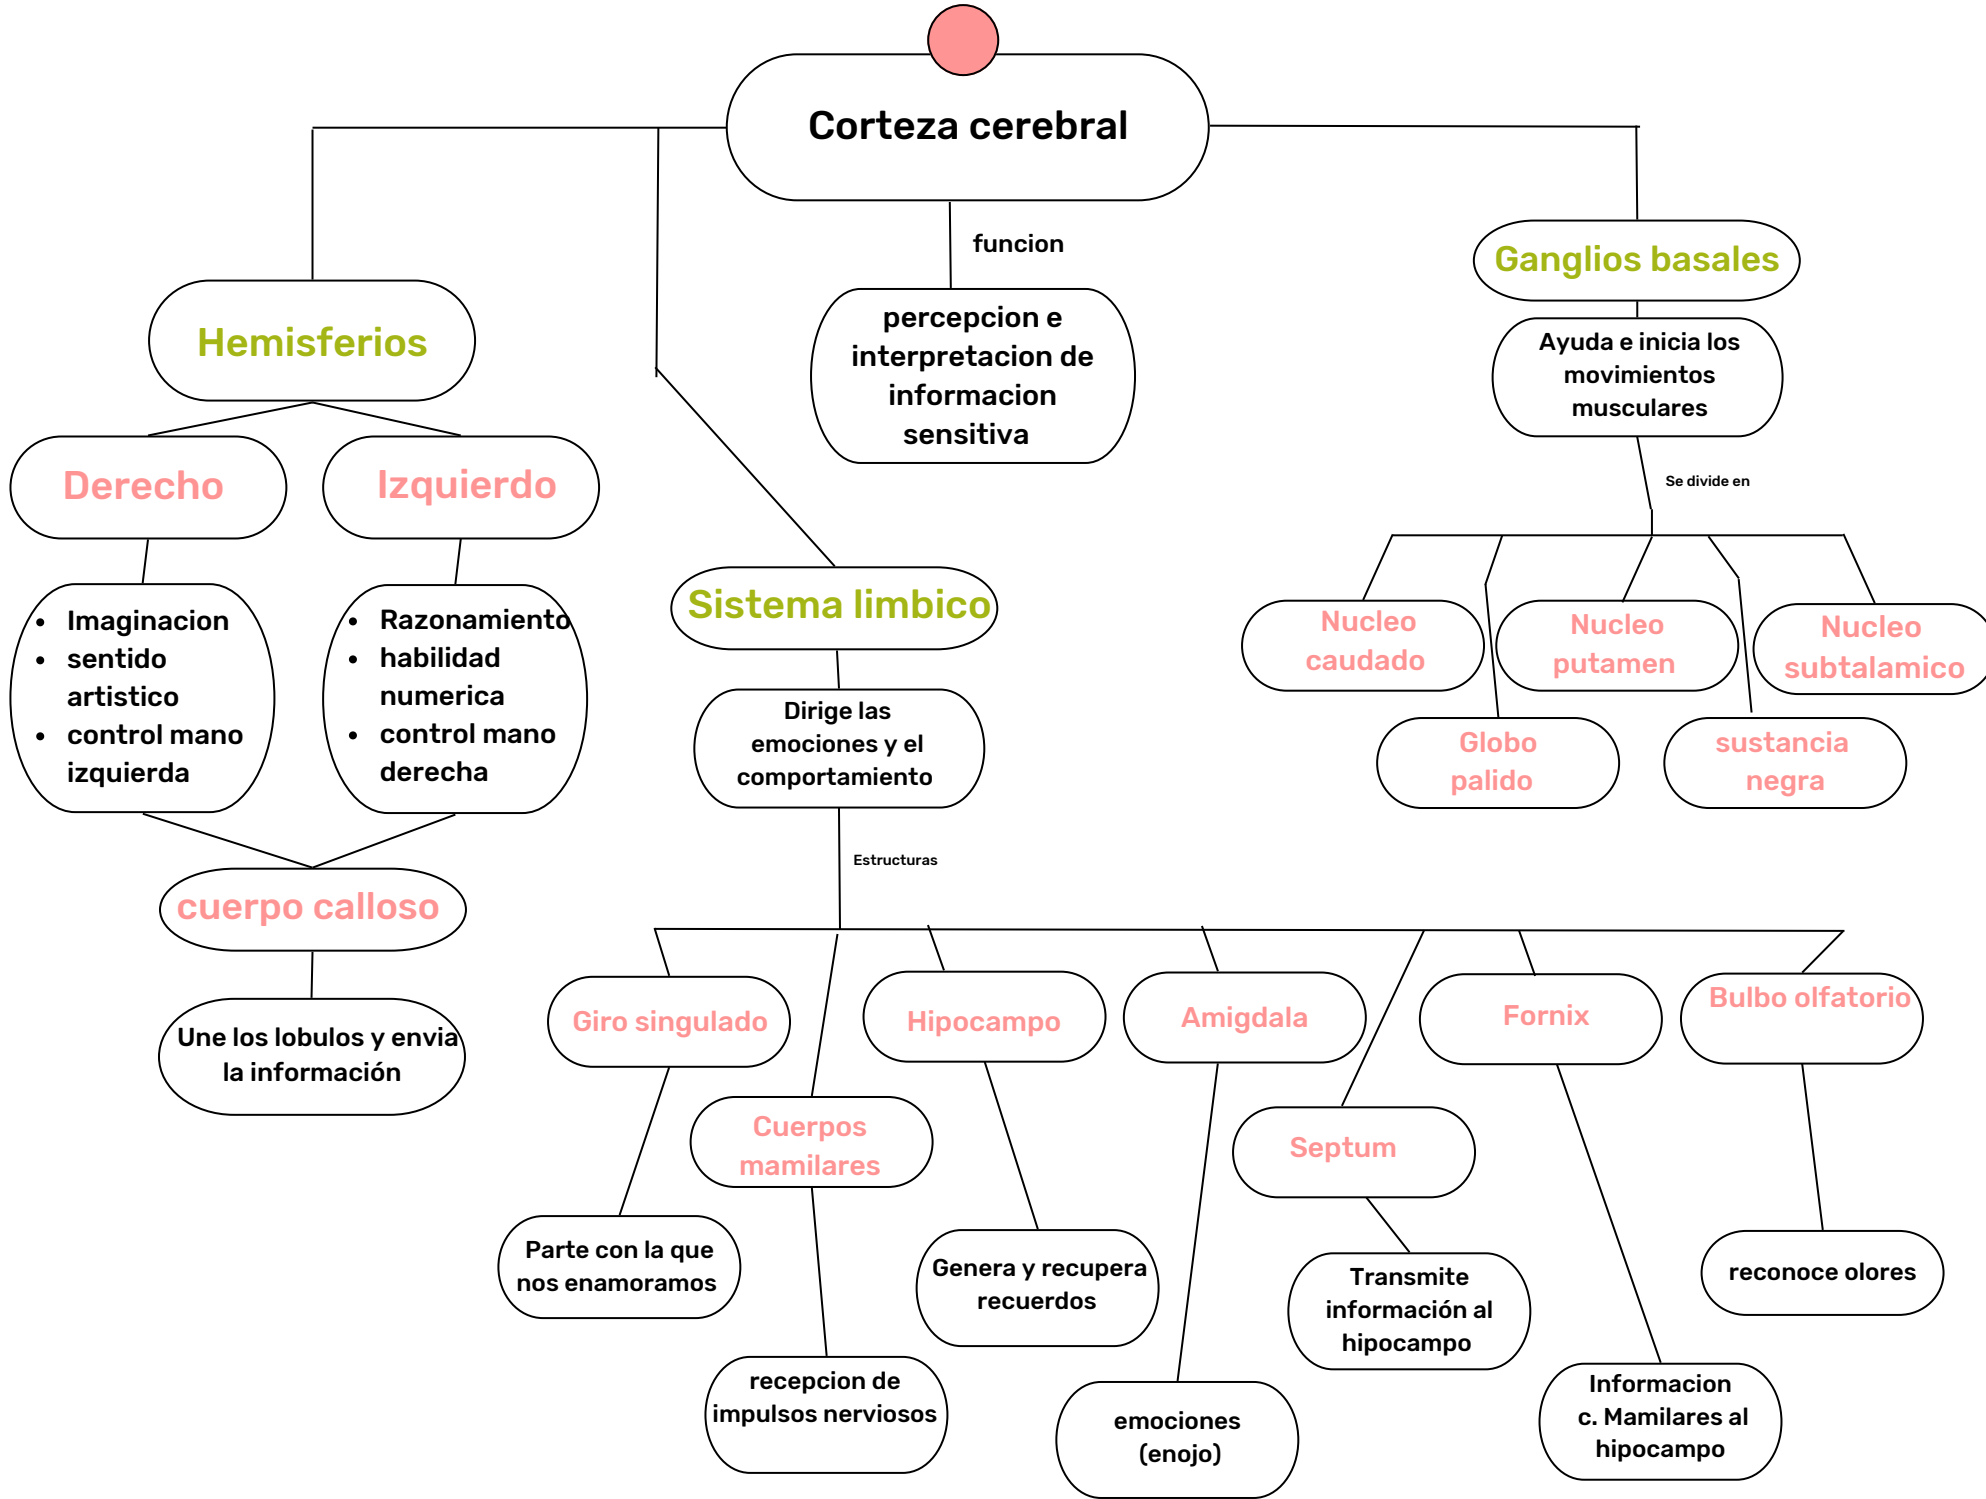 Corteza cerebral
funcion
percepcion e
interpretacion de
informacion
sensitiva
Hemisferios
Derecho
Izquierdo
Imaginacion
sentido
artistico
control mano
izquierda
Razonamiento
habilidad
numerica
control mano
derecha
cuerpo calloso
Une los lobulos y envia
la información
Sistema limbico
Dirige las
emociones y el
comportamiento
Estructuras
Giro singulado
Parte con la que
nos enamoramos
Cuerpos
mamilares
recepcion de
impulsos nerviosos
Hipocampo
Genera y recupera
recuerdos
Amigdala
emociones
(enojo)
Septum
Transmite
información al
hipocampo
Fornix
Informacion
c. Mamilares al
hipocampo
Bulbo olfatorio
reconoce olores
Ganglios basales
Ayuda e inicia los
movimientos
musculares
Se divide en
Nucleo
caudado
Globo
palido
Nucleo
putamen
sustancia
negra
Nucleo
subtalamico